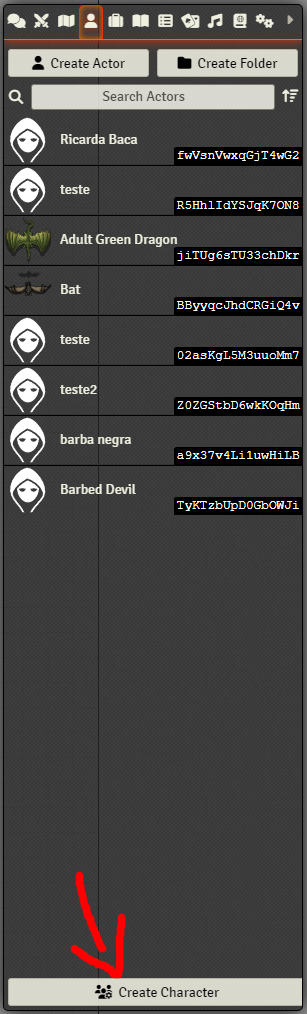 Create Actor
Create Folder
Search Actors
Ricarda Baca
fwVsnVwxqGjT4wG2
teste
R5HhlIdYSJqK7ON8
Adult Green Dragon
jiTUg6sTU33chDkr
Bat
BByyqcJhdCRGiQ4v
teste
02asKgL5M3uuoMm7
teste2
Z0ZGStbD6wkKOqHm
barba negra
a9x37v4Li1uwHiLB
Barbed Devil
TyKTzbUpD0GbOWJi
Create Character